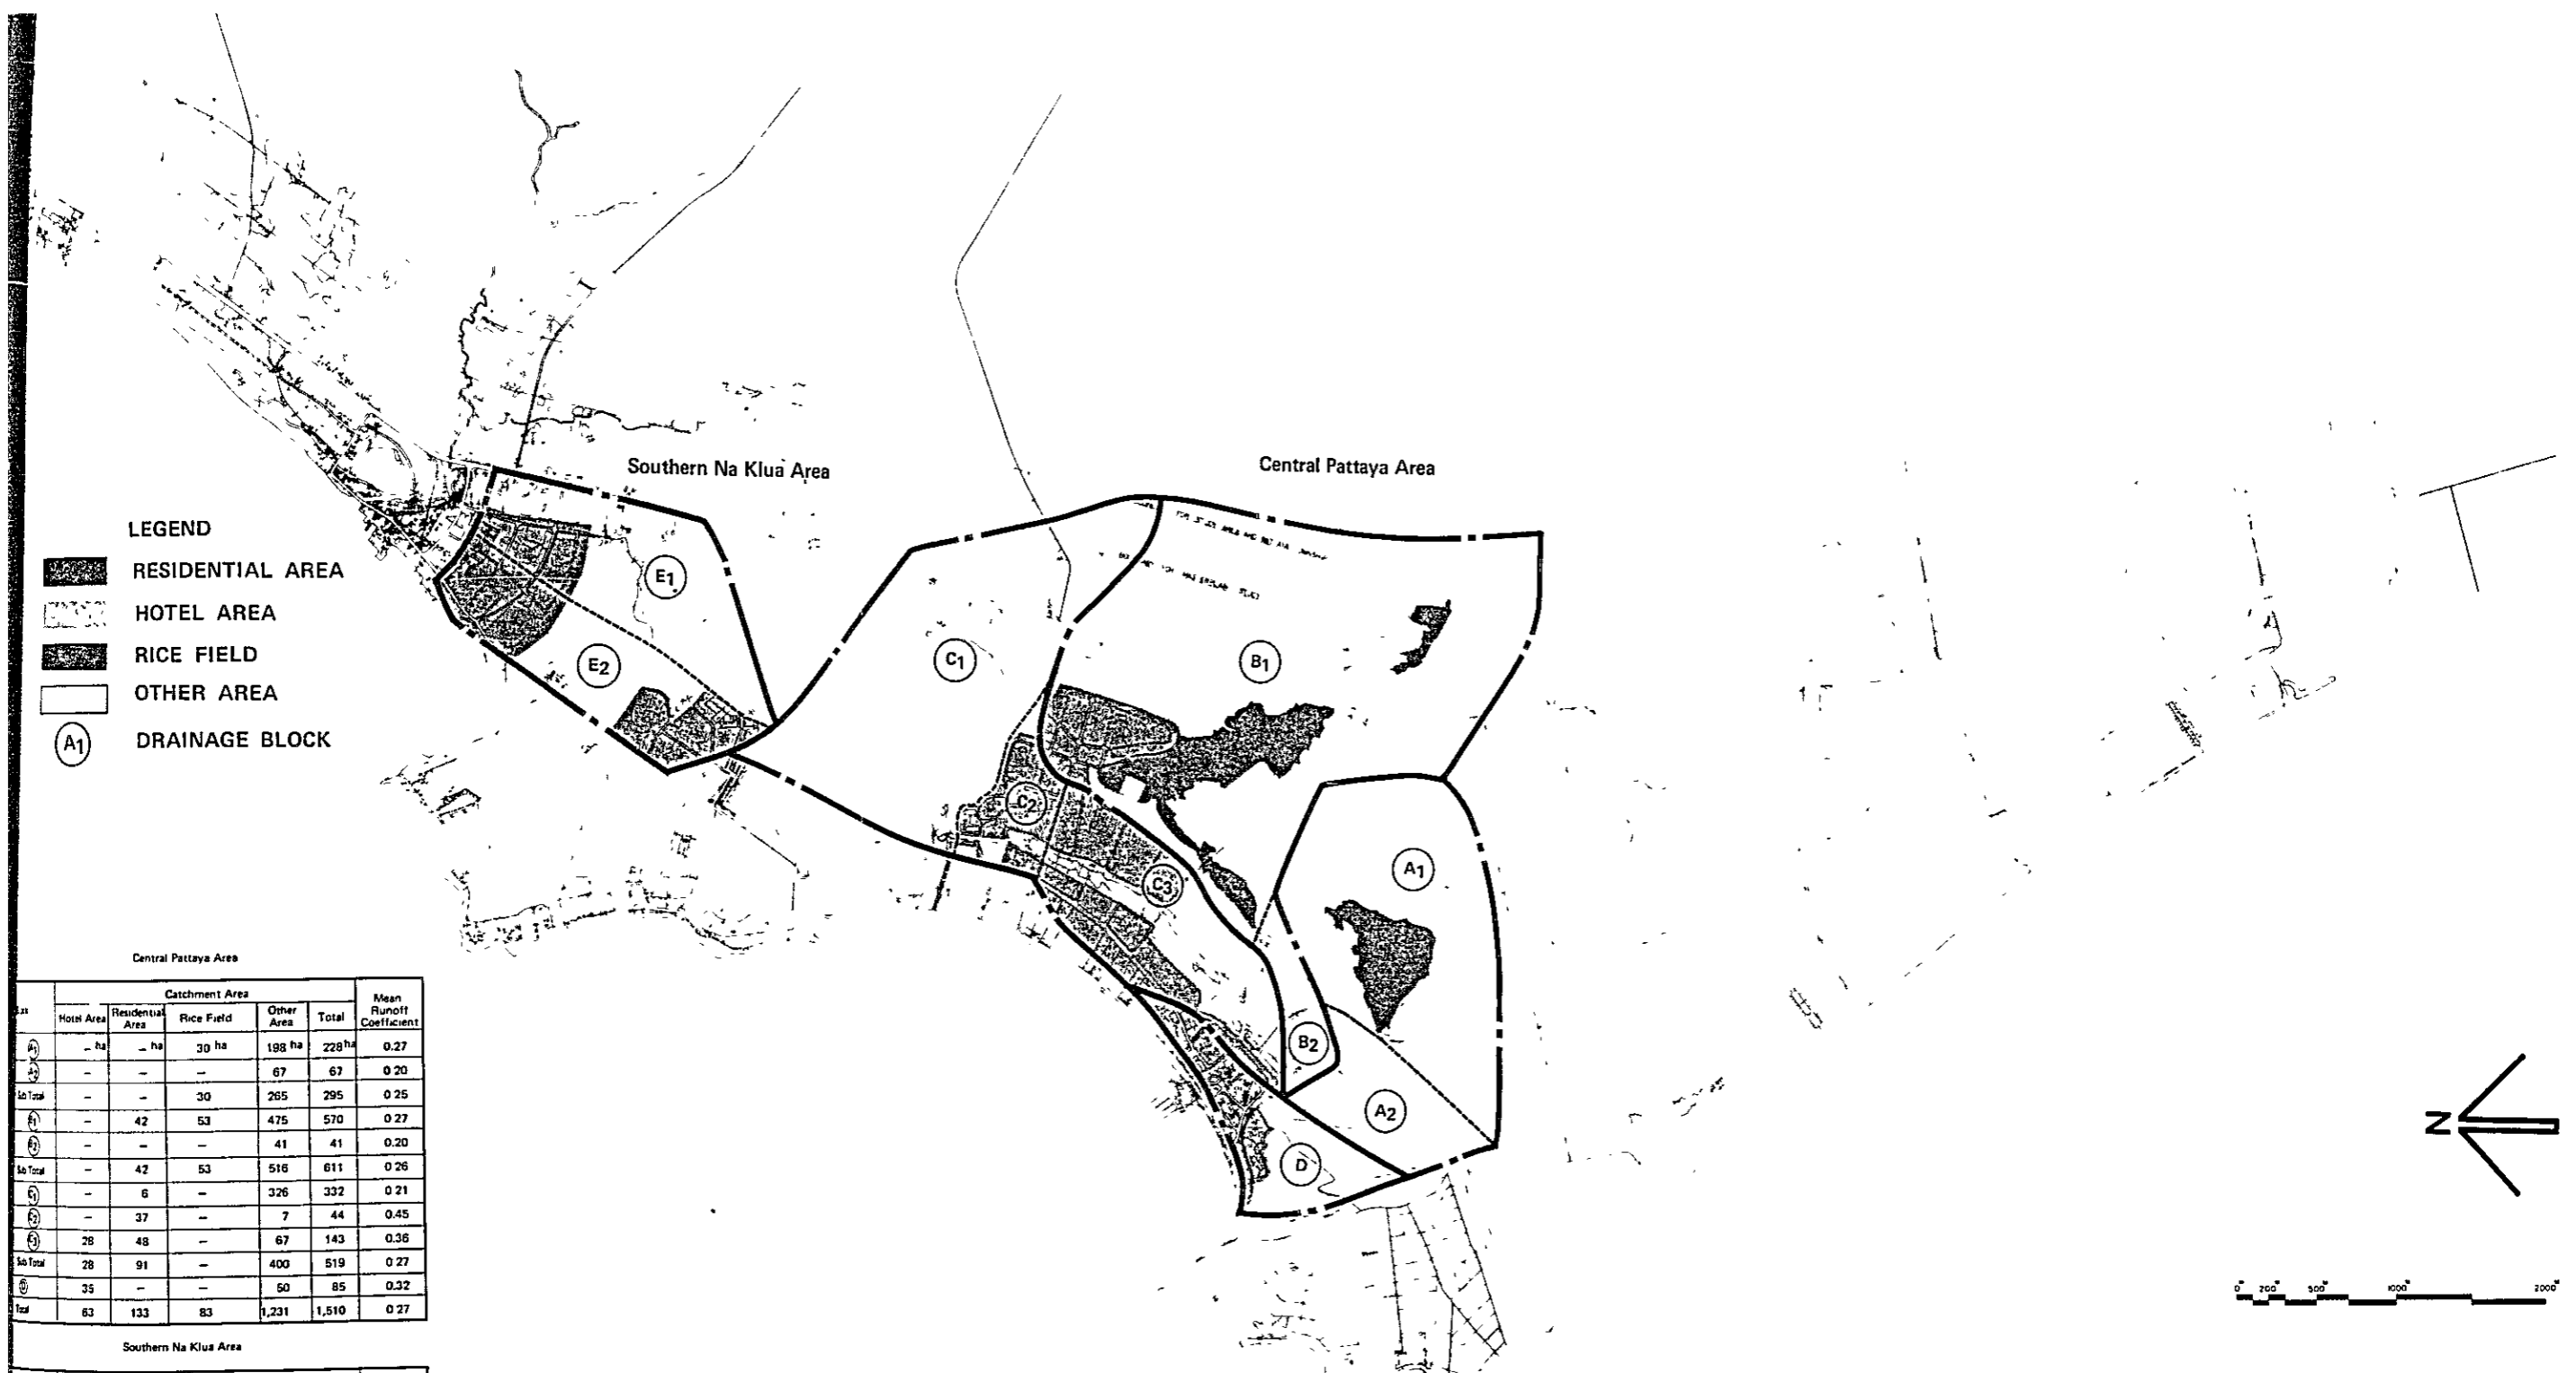 Southern Na Klua Area
Central Pattaya Area
LEGEND
RESIDENTIAL AREA
HOTEL AREA
RICE FIELD
OTHER AREA
A1 DRAINAGE BLOCK
E1
E2
C1
B1
C2
C3
A1
B2
A2
D
N
0 200 500 1000 2000
Central Pattaya Area
Catchment Area Mean Runoff Coefficient
Hotel Area Residential Area Rice Field Other Area Total
A1 – ha – ha 30 ha 198 ha 228 ha 0.27
A2 – – – 67 67 0 20
Sub Total – – 30 265 295 0 25
B1 – 42 53 475 570 0 27
B2 – – – 41 41 0.20
Sub Total – 42 53 516 611 0 26
C1 – 6 – 326 332 0 21
C2 – 37 – 7 44 0.45
C3 28 48 – 67 143 0.36
Sub Total 28 91 – 400 519 0 27
D 35 – – 50 85 0.32
Total 63 133 83 1,231 1,510 0 27
Southern Na Klua Area